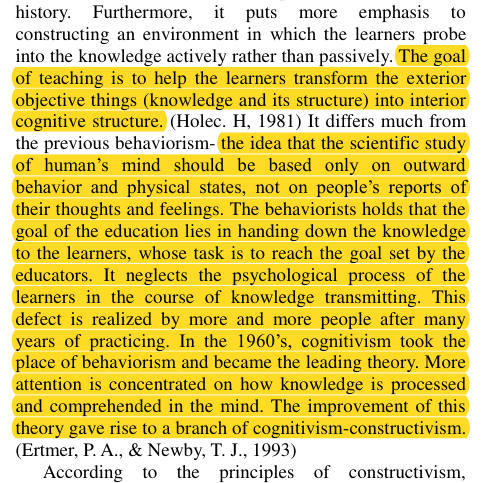 history. Furthermore, it puts more emphasis to
constructing an environment in which the learners probe
into the knowledge actively rather than passively. The goal
of teaching is to help the learners transform the exterior
objective things (knowledge and its structure) into interior
cognitive structure. (Holec. H, 1981) It differs much from
the previous behaviorism- the idea that the scientific study
of human's mind should be based only on outward
behavior and physical states, not on people's reports of
their thoughts and feelings. The behaviorists holds that the
goal of the education lies in handing down the knowledge
to the learners, whose task is to reach the goal set by the
educators. It neglects the psychological process of the
learners in the course of knowledge transmitting. This
defect is realized by more and more people after many
years of practicing. In the 1960's, cognitivism took the
place of behaviorism and became the leading theory. More
attention is concentrated on how knowledge is processed
and comprehended in the mind. The improvement of this
theory gave rise to a branch of cognitivism-constructivism.
(Ertmer, P. A., & Newby, T. J., 1993)
According to the principles of constructivism,